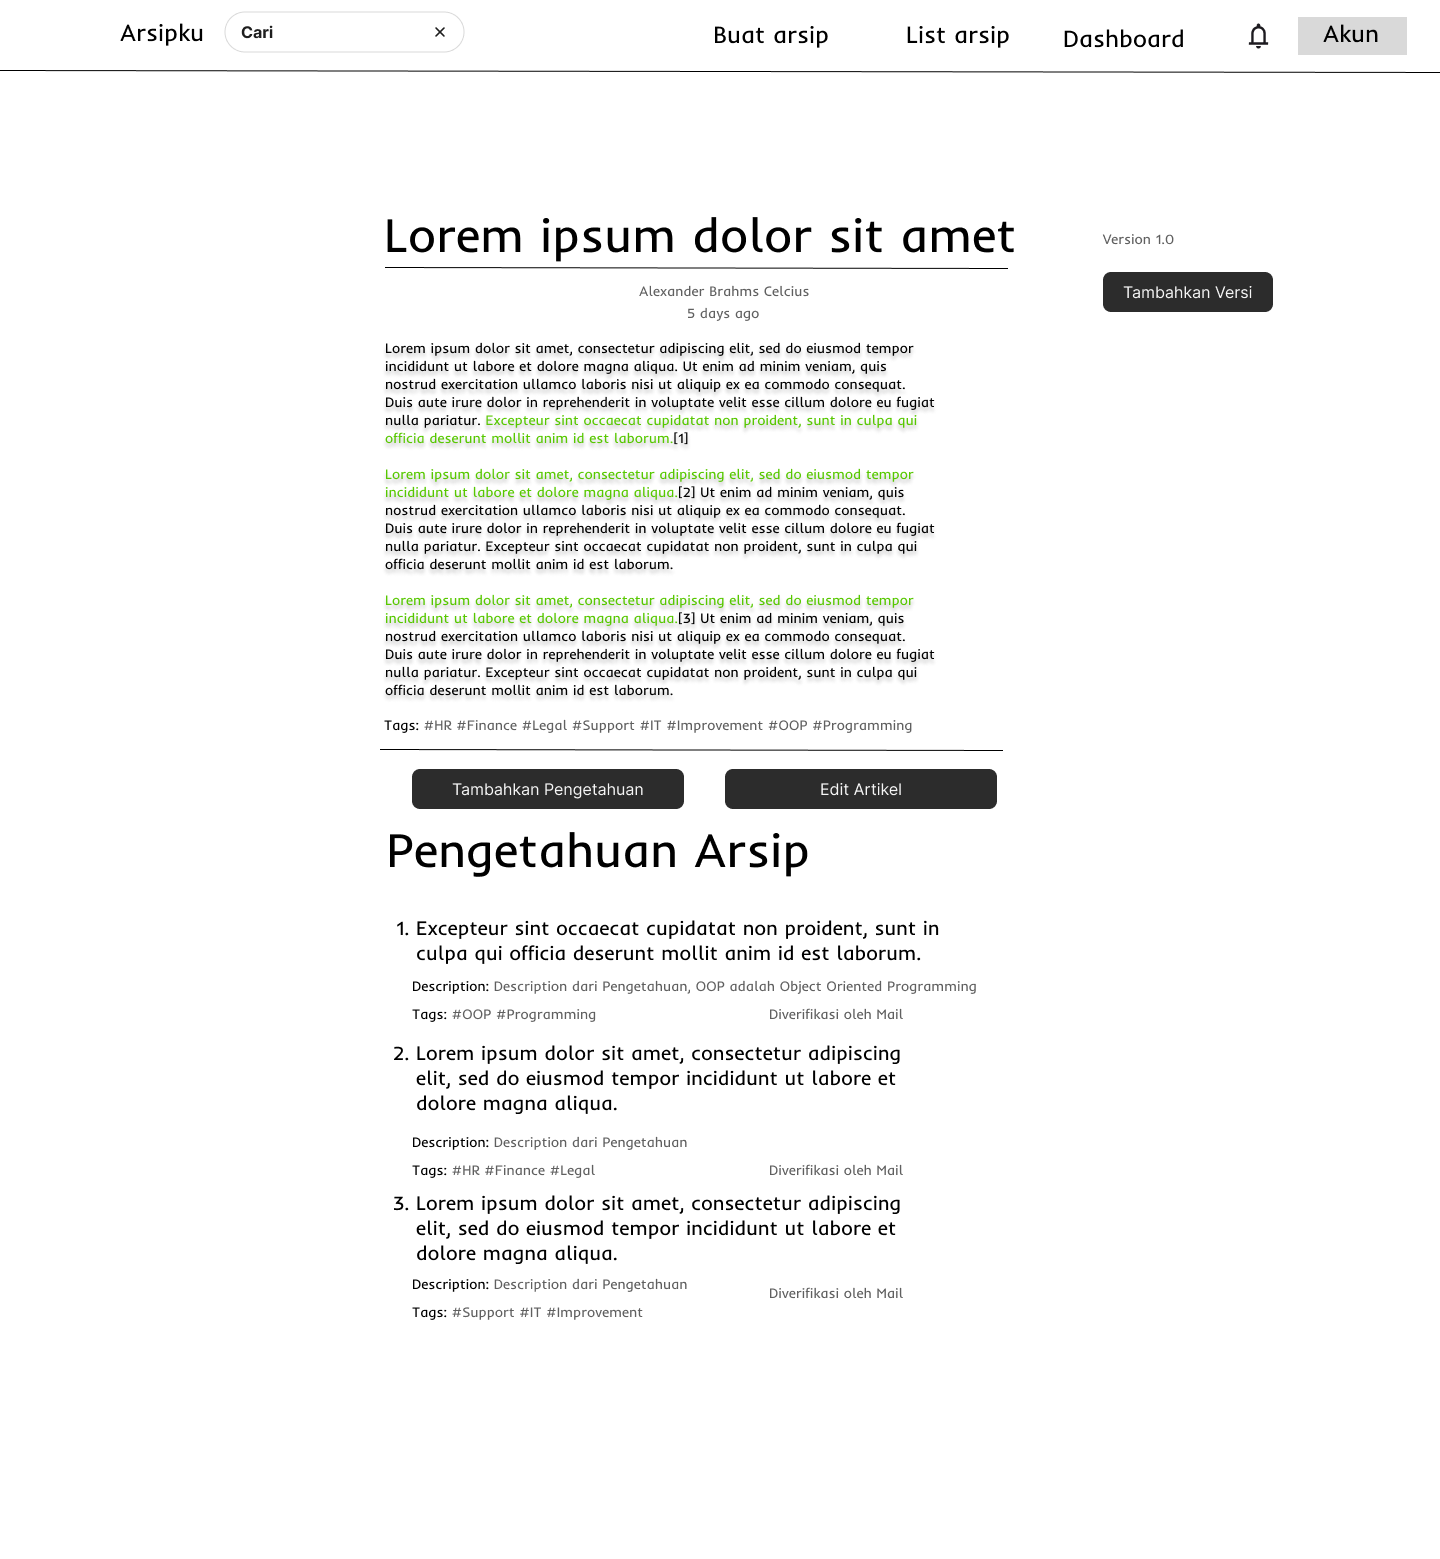 Arsipku
Cari
Buat arsip
List arsip
Dashboard
Akun
Lorem ipsum dolor sit amet
Version 1.0
Tambahkan Versi
Alexander Brahms Celcius
5 days ago
Lorem ipsum dolor sit amet, consectetur adipiscing elit, sed do eiusmod tempor
incididunt ut labore et dolore magna aliqua. Ut enim ad minim veniam, quis
nostrud exercitation ullamco laboris nisi ut aliquip ex ea commodo consequat.
Duis aute irure dolor in reprehenderit in voluptate velit esse cillum dolore eu fugiat
nulla pariatur. Excepteur sint occaecat cupidatat non proident, sunt in culpa qui
officia deserunt mollit anim id est laborum.[1]
Lorem ipsum dolor sit amet, consectetur adipiscing elit, sed do eiusmod tempor
incididunt ut labore et dolore magna aliqua.[2] Ut enim ad minim veniam, quis
nostrud exercitation ullamco laboris nisi ut aliquip ex ea commodo consequat.
Duis aute irure dolor in reprehenderit in voluptate velit esse cillum dolore eu fugiat
nulla pariatur. Excepteur sint occaecat cupidatat non proident, sunt in culpa qui
officia deserunt mollit anim id est laborum.
Lorem ipsum dolor sit amet, consectetur adipiscing elit, sed do eiusmod tempor
incididunt ut labore et dolore magna aliqua.[3] Ut enim ad minim veniam, quis
nostrud exercitation ullamco laboris nisi ut aliquip ex ea commodo consequat.
Duis aute irure dolor in reprehenderit in voluptate velit esse cillum dolore eu fugiat
nulla pariatur. Excepteur sint occaecat cupidatat non proident, sunt in culpa qui
officia deserunt mollit anim id est laborum.
Tags: #HR #Finance #Legal #Support #IT #Improvement #OOP #Programming
Tambahkan Pengetahuan
Edit Artikel
Pengetahuan Arsip
1. Excepteur sint occaecat cupidatat non proident, sunt in
culpa qui officia deserunt mollit anim id est laborum.
Description: Description dari Pengetahuan, OOP adalah Object Oriented Programming
Tags: #OOP #Programming
Diverifikasi oleh Mail
2. Lorem ipsum dolor sit amet, consectetur adipiscing
elit, sed do eiusmod tempor incididunt ut labore et
dolore magna aliqua.
Description: Description dari Pengetahuan
Tags: #HR #Finance #Legal
Diverifikasi oleh Mail
3. Lorem ipsum dolor sit amet, consectetur adipiscing
elit, sed do eiusmod tempor incididunt ut labore et
dolore magna aliqua.
Description: Description dari Pengetahuan
Diverifikasi oleh Mail
Tags: #Support #IT #Improvement